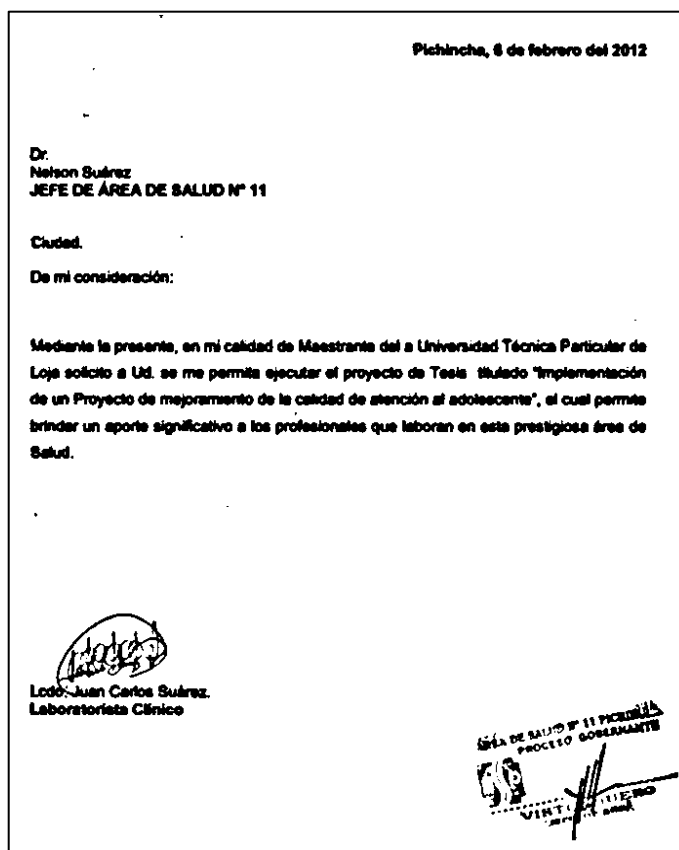 Pichincha, 6 de febrero del 2012
Dr.
Nelson Suárez
JEFE DE ÁREA DE SALUD N° 11
Ciudad.
De mi consideración:
Mediante la presente, en mi calidad de Maestrante del a Universidad Técnica Particular de
Loja solicito a Ud. se me permita ejecutar el proyecto de Tesis titulado "Implementación
de un Proyecto de mejoramiento de la calidad de atención al adolescente", el cual permite
brindar un aporte significativo a los profesionales que laboran en esta prestigiosa área de
Salud.
Lcdo. Juan Carlos Suárez.
Laboratorista Clínico
ÁREA DE SALUD N° 11 PICHINCHA
PROCESO GOBERNANTE